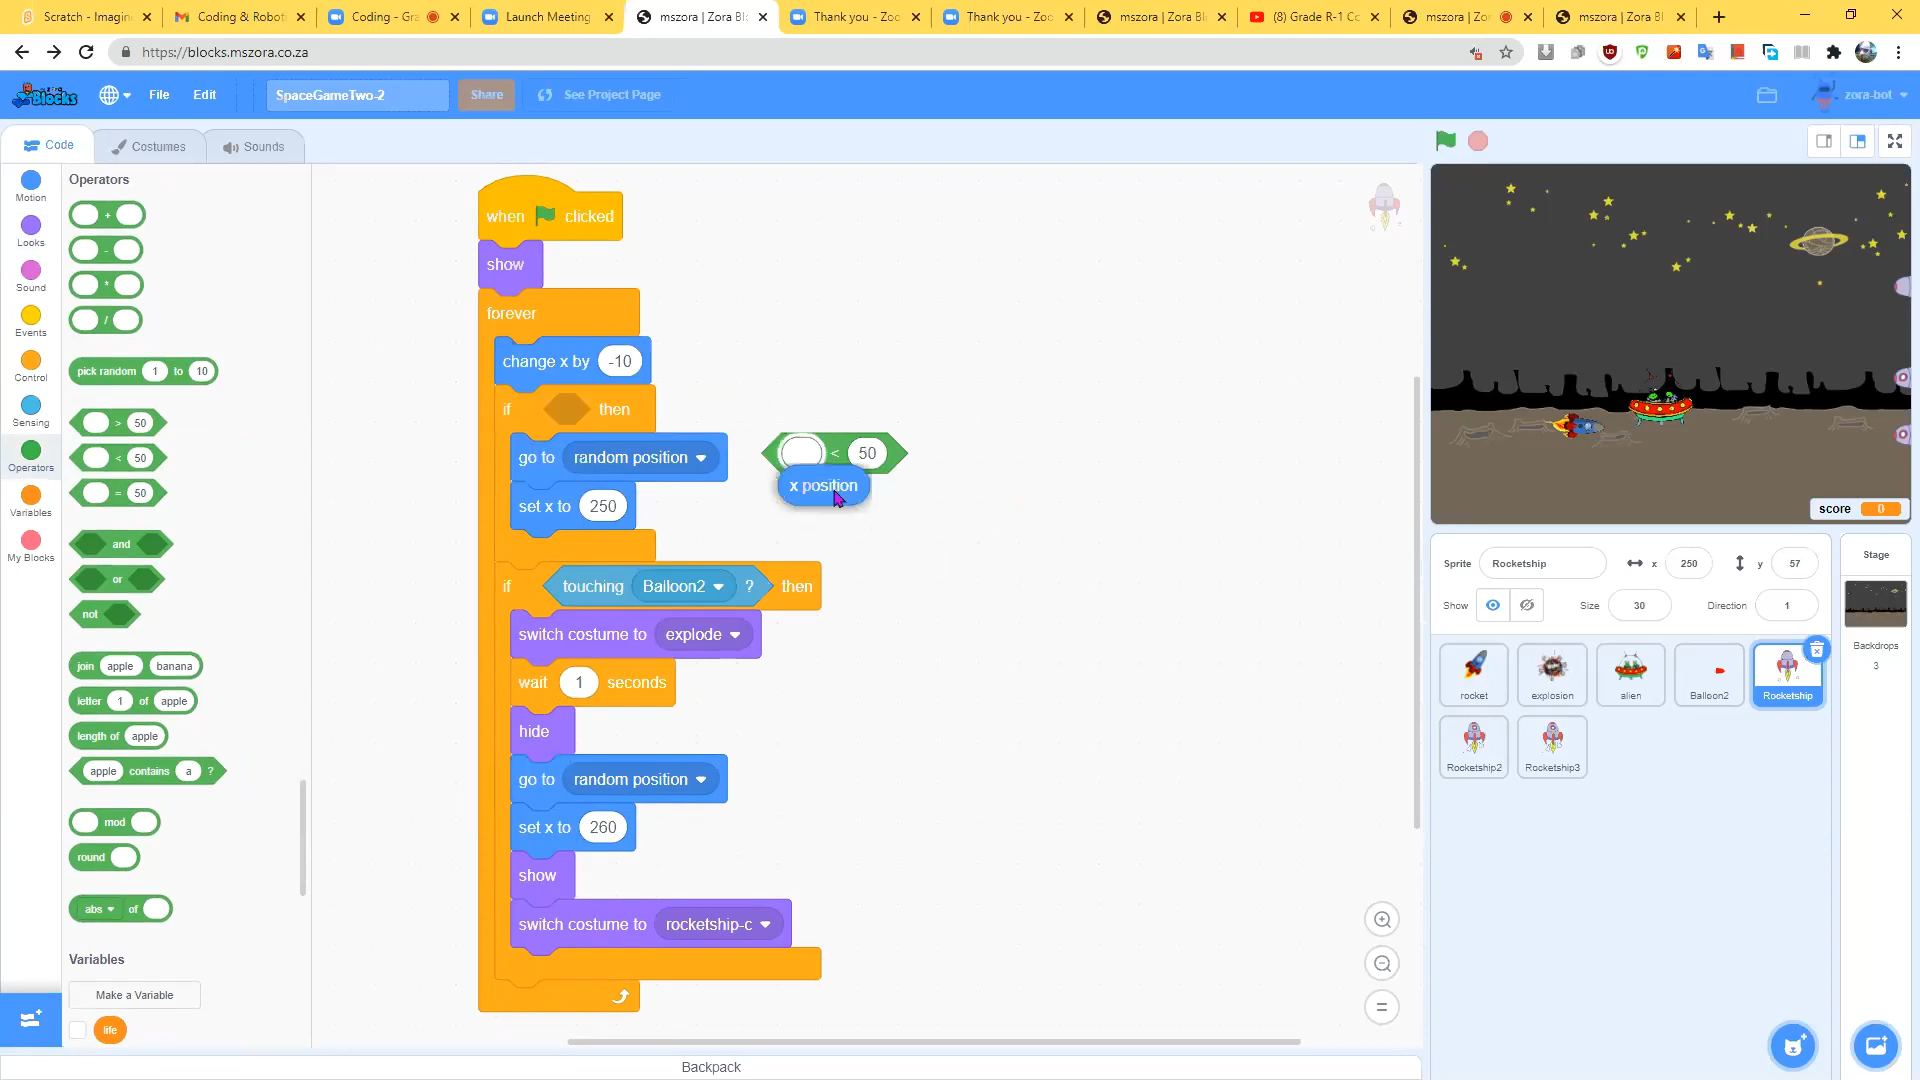 Scratch - Imagin
Coding & Robot
Coding - Gra
Launch Meeting
mszora | Zora Bl
Thank you - Zoo
Thank you - Zoo
mszora | Zora Bl
(8) Grade R-1 Co
mszora | Zo
mszora | Zora Bl
https://blocks.mszora.co.za
Blocks
File
Edit
SpaceGameTwo-2
Share
See Project Page
zora-bot
Code
Costumes
Sounds
Motion
Looks
Sound
Events
Control
Sensing
Operators
Variables
My Blocks
Operators
+
-
*
/
pick random 1 to 10
> 50
< 50
= 50
and
or
not
join apple banana
letter 1 of apple
length of apple
apple contains a ?
mod
round
abs of
Variables
Make a Variable
life
when clicked
show
forever
change x by -10
if then
go to random position
set x to 250
if touching Balloon2 ? then
switch costume to explode
wait 1 seconds
hide
go to random position
set x to 260
show
switch costume to rocketship-c
< 50
x position
Backpack
score 0
Sprite Rocketship x 250 y 57
Show Size 30 Direction 1
rocket
explosion
alien
Balloon2
Rocketship
Rocketship2
Rocketship3
Stage
Backdrops
3